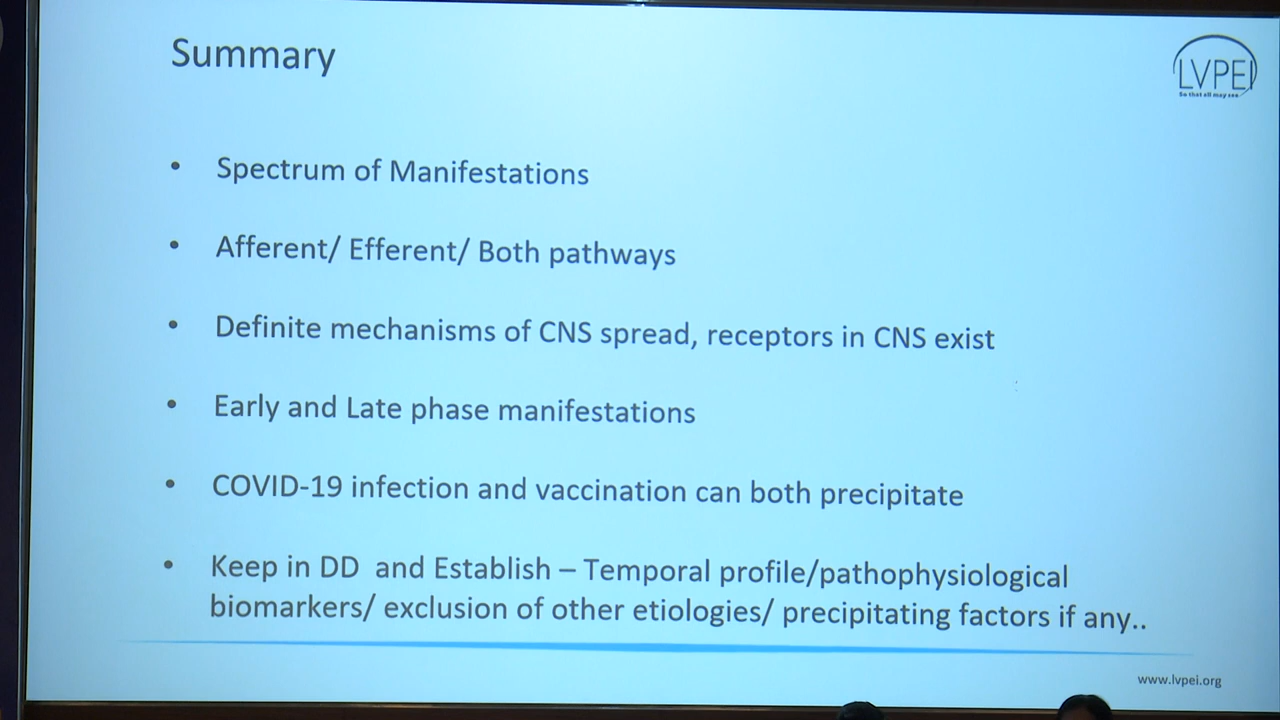 Summary
LVPEI
So that all may see
• Spectrum of Manifestations
• Afferent/ Efferent/ Both pathways
• Definite mechanisms of CNS spread, receptors in CNS exist
• Early and Late phase manifestations
• COVID-19 infection and vaccination can both precipitate
• Keep in DD and Establish – Temporal profile/pathophysiological
biomarkers/ exclusion of other etiologies/ precipitating factors if any..
www.lvpei.org